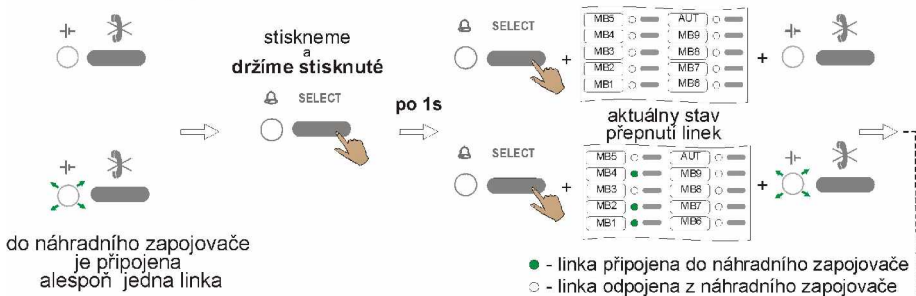 stiskneme
a
držíme stisknuté
SELECT
po 1s
SELECT
+
MB5 AUT
MB4 MB9
MB3 MB8
MB2 MB7
MB1 MB6
+
aktuálny stav
přepnutí linek
SELECT
+
MB5 AUT
MB4 MB9
MB3 MB8
MB2 MB7
MB1 MB6
+
do náhradního zapojovače
je připojena
alespoň jedna linka
- linka připojena do náhradního zapojovače
- linka odpojena z náhradního zapojovače